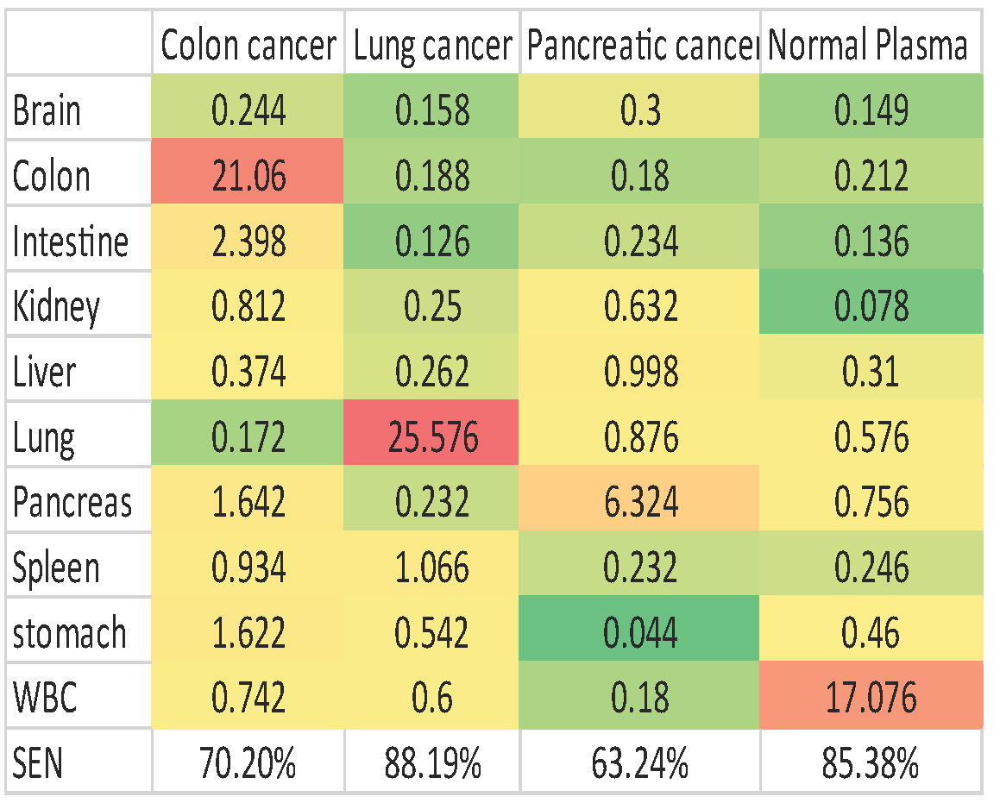 Colon cancer Lung cancer Pancreatic cancer Normal Plasma
Brain 0.244 0.158 0.3 0.149
Colon 21.06 0.188 0.18 0.212
Intestine 2.398 0.126 0.234 0.136
Kidney 0.812 0.25 0.632 0.078
Liver 0.374 0.262 0.998 0.31
Lung 0.172 25.576 0.876 0.576
Pancreas 1.642 0.232 6.324 0.756
Spleen 0.934 1.066 0.232 0.246
stomach 1.622 0.542 0.044 0.46
WBC 0.742 0.6 0.18 17.076
SEN 70.20% 88.19% 63.24% 85.38%